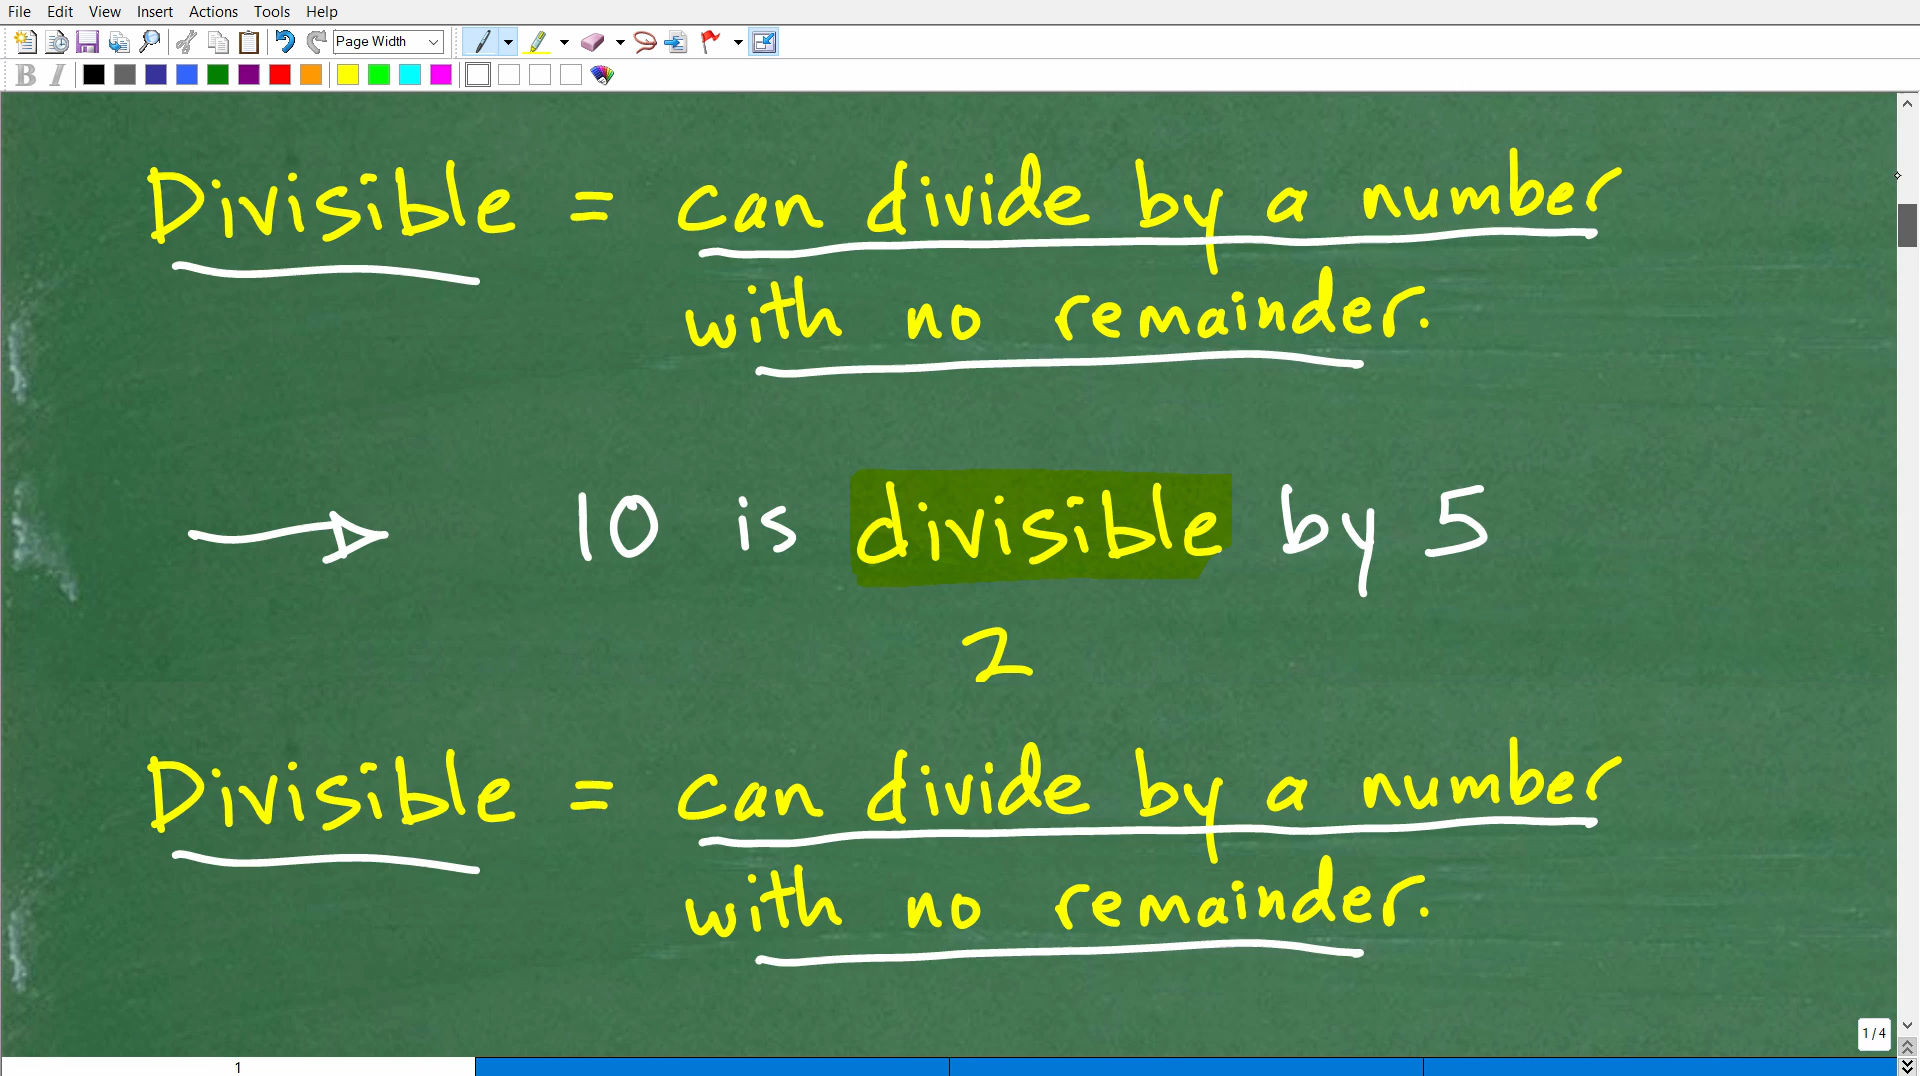 File Edit View Insert Actions Tools Help
Page Width
B I
Divisible = can divide by a number
with no remainder.
10 is divisible by 5
2
Divisible = can divide by a number
with no remainder.
1 / 4
1